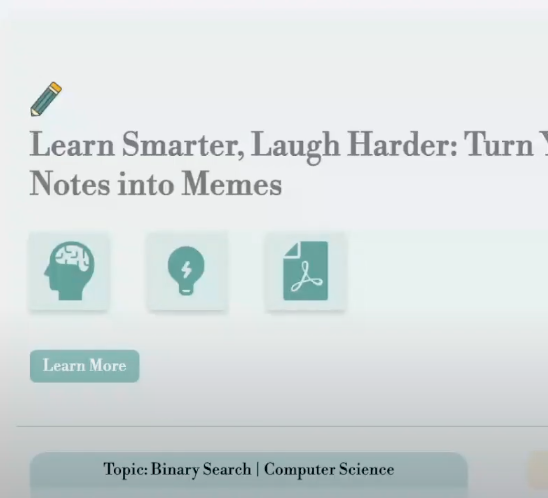 Learn Smarter, Laugh Harder: Turn
Notes into Memes
Learn More
Topic: Binary Search | Computer Science